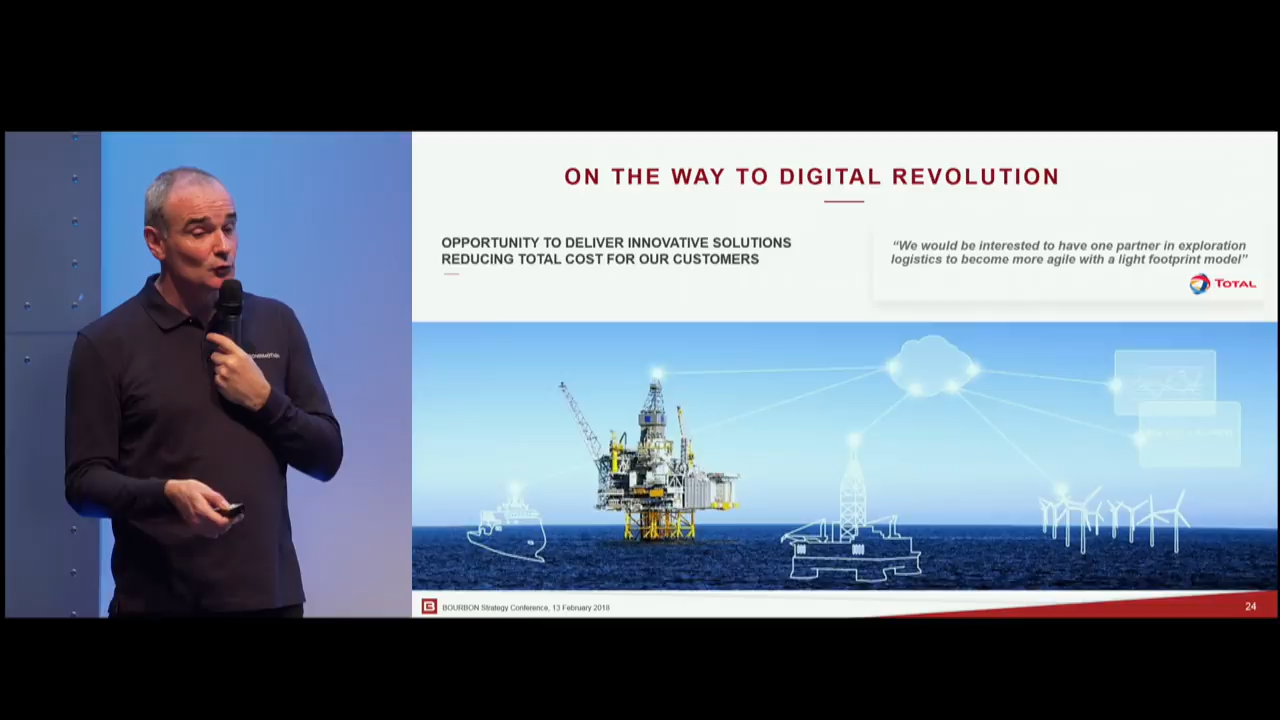 ON THE WAY TO DIGITAL REVOLUTION
OPPORTUNITY TO DELIVER INNOVATIVE SOLUTIONS
REDUCING TOTAL COST FOR OUR CUSTOMERS
“We would be interested to have one partner in exploration
logistics to become more agile with a light footprint model”
TOTAL
B BOURBON Strategy Conference, 13 February 2018
24